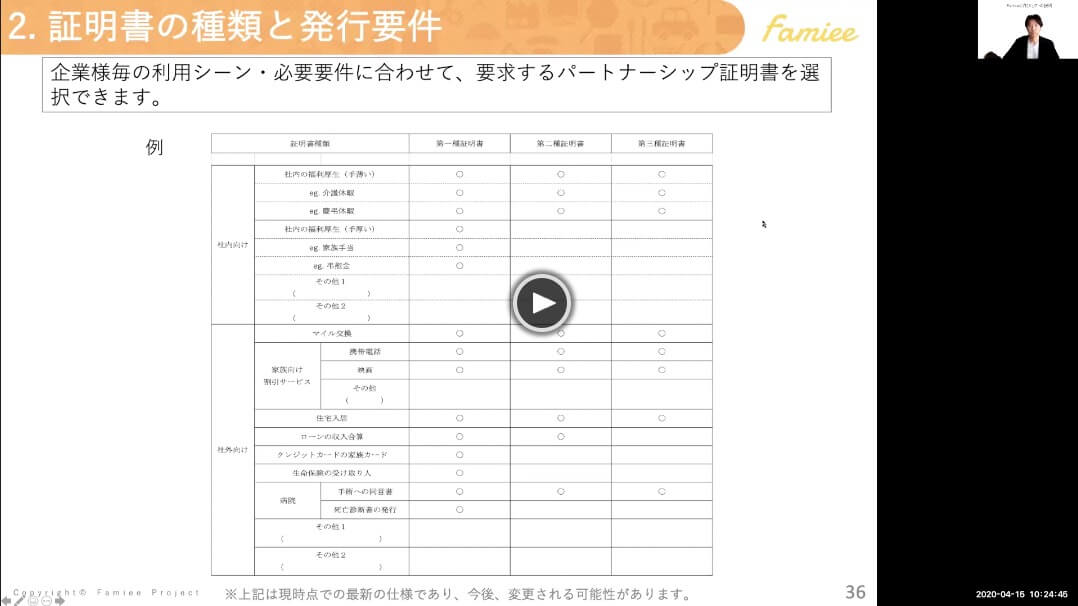 2. 証明書の種類と発行要件
Famiee
企業様毎の利用シーン・必要要件に合わせて、要求するパートナーシップ証明書を選
択できます。
例
証明書種類 第一種証明書 第二種証明書 第三種証明書
社内向け
社内の福利厚生（手薄い） ○ ○ ○
eg. 介護休暇 ○ ○ ○
eg. 慶弔休暇 ○ ○ ○
社内の福利厚生（手厚い） ○
eg. 家族手当 ○
eg. 弔慰金 ○
その他１
（ ）
その他２
（ ）
社外向け
マイル交換 ○ ○ ○
家族向け
割引サービス
携帯電話 ○ ○ ○
映画 ○ ○ ○
その他
（ ）
住宅入居 ○ ○ ○
ローンの収入合算 ○ ○
クレジットカードの家族カード ○
生命保険の受け取り人 ○
病院
手術への同意書 ○ ○ ○
死亡診断書の発行 ○
その他１
（ ）
その他２
（ ）
Copyright© Famiee Project
※上記は現時点での最新の仕様であり、今後、変更される可能性があります。
36
2020-04-15 10:24:45